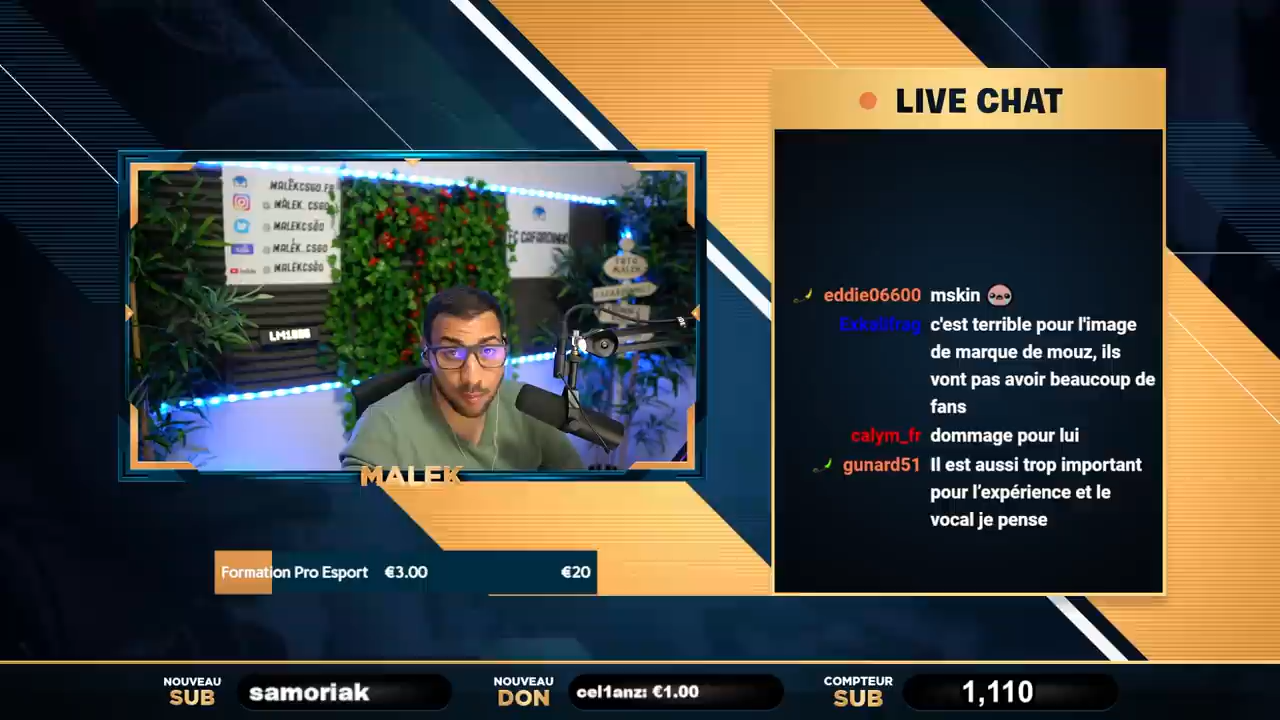 LIVE CHAT
MALEKCSGO.FR
@ MALEK_CSGO
@ MALEKCSGO
@ MALEK_CSGO
YouTube @ MALEKCSGO
MALEK
eddie06600 mskin
Exkalifrag c'est terrible pour l'image
de marque de mouz, ils
vont pas avoir beaucoup de
fans
calym_fr dommage pour lui
gunard51 Il est aussi trop important
pour l'expérience et le
vocal je pense
MALEK
Formation Pro Esport €3.00 €20
NOUVEAU
SUB
samoriak
NOUVEAU
DON
cel1anz: €1.00
COMPTEUR
SUB
1,110